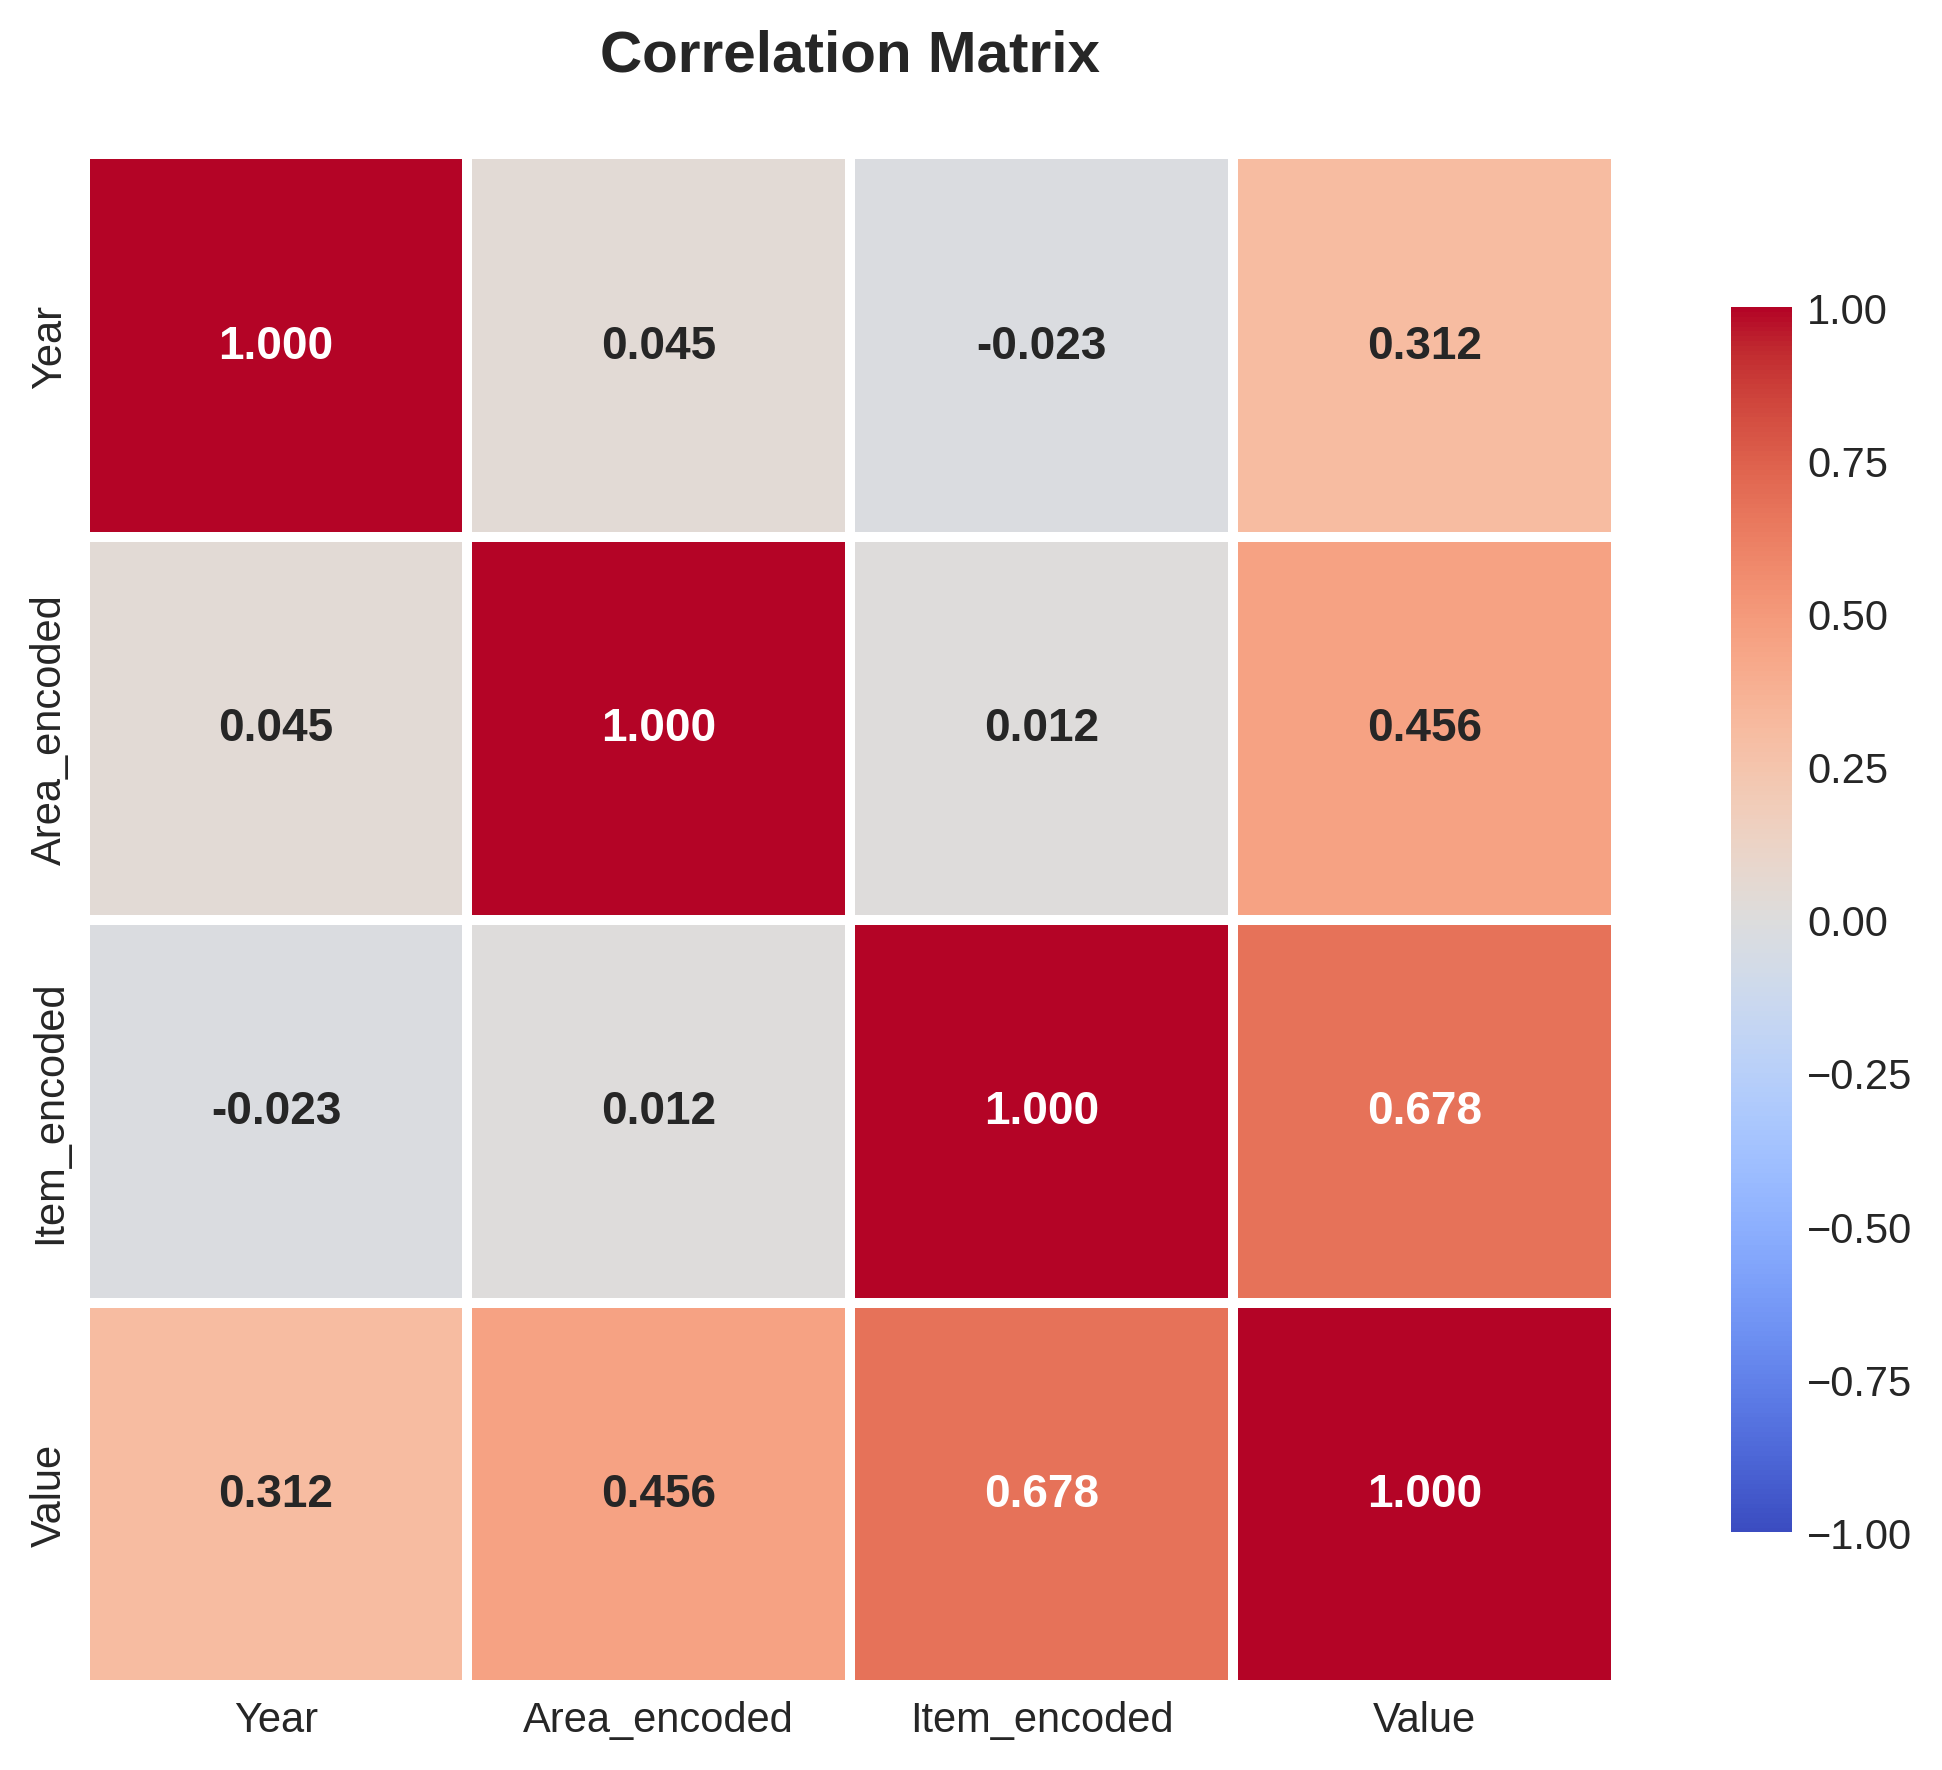 Correlation Matrix
Year
1.000
0.045
-0.023
0.312
Area_encoded
0.045
1.000
0.012
0.456
Item_encoded
-0.023
0.012
1.000
0.678
Value
0.312
0.456
0.678
1.000
Year
Area_encoded
Item_encoded
Value
1.00
0.75
0.50
0.25
0.00
−0.25
−0.50
−0.75
−1.00